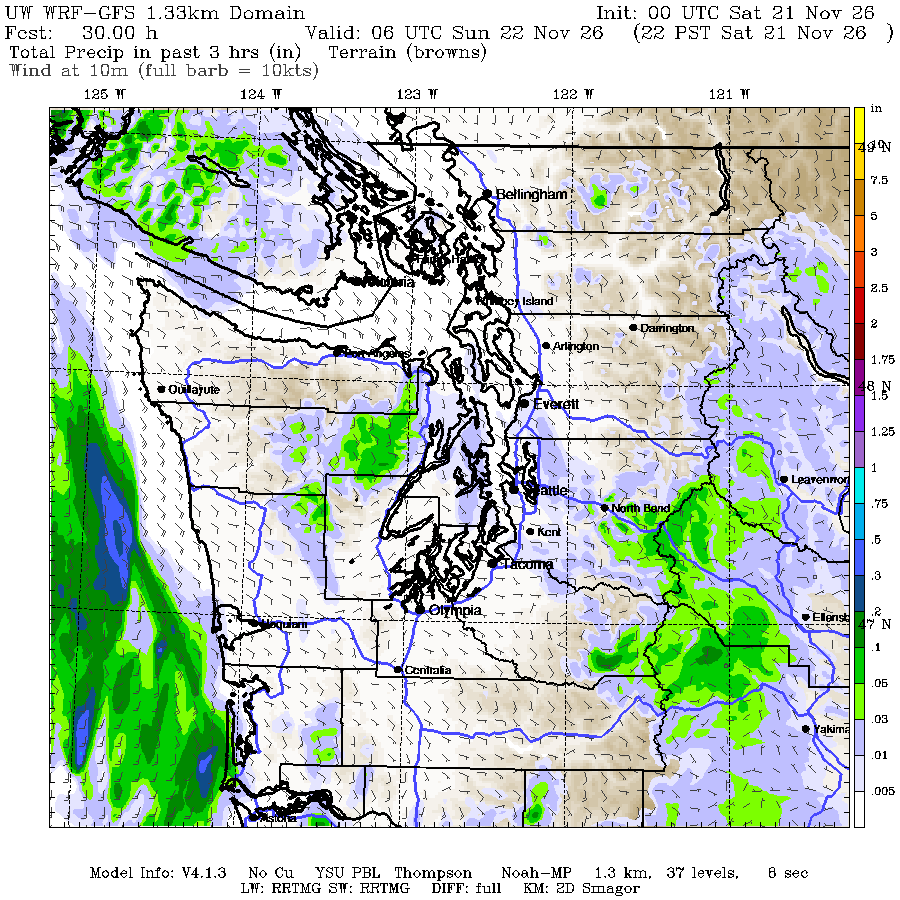 UW WRF-GFS 1.33km Domain Init: 00 UTC Sat 21 Nov 26
Fcst: 30.00 h Valid: 06 UTC Sun 22 Nov 26 (22 PST Sat 21 Nov 26 )
Total Precip in past 3 hrs (in) Terrain (browns)
Wind at 10m (full barb = 10kts)
125 W 124 W 123 W 122 W 121 W
in
49 N
7.5
Bellingham
5
3
Victoria
2.5
Darrington
2
Arlington
Port Angeles
1.75
48 N
Quillayute
1.5
Everett
1.25
1
Leavenwor
Seattle
.75
North Bend
Kent
.5
Tacoma
.3
.2
Olympia
Ellensb
47 N
Hoquiam
.1
Centralia
.05
.03
Yakima
.01
.005
Astoria
Model Info: V4.1.3 No Cu YSU PBL Thompson Noah-MP 1.3 km, 37 levels, 8 sec
LW: RRTMG SW: RRTMG DIFF: full KM: 2D Smagor